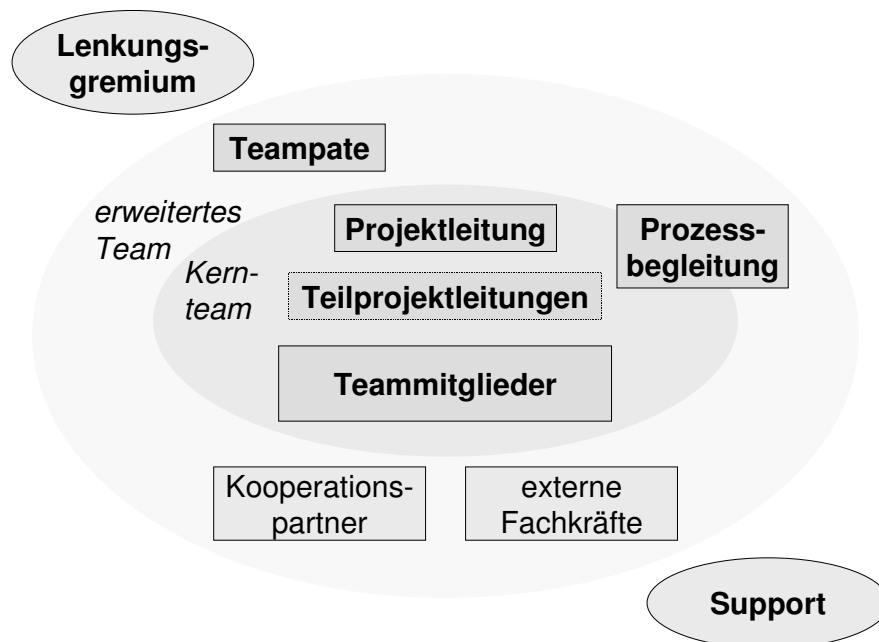 Lenkungs-
gremium
Teampate
erweitertes
Team
Projektleitung
Prozess-
begleitung
Kern-
team
Teilprojektleitungen
Teammitglieder
Kooperations-
partner
externe
Fachkräfte
Support